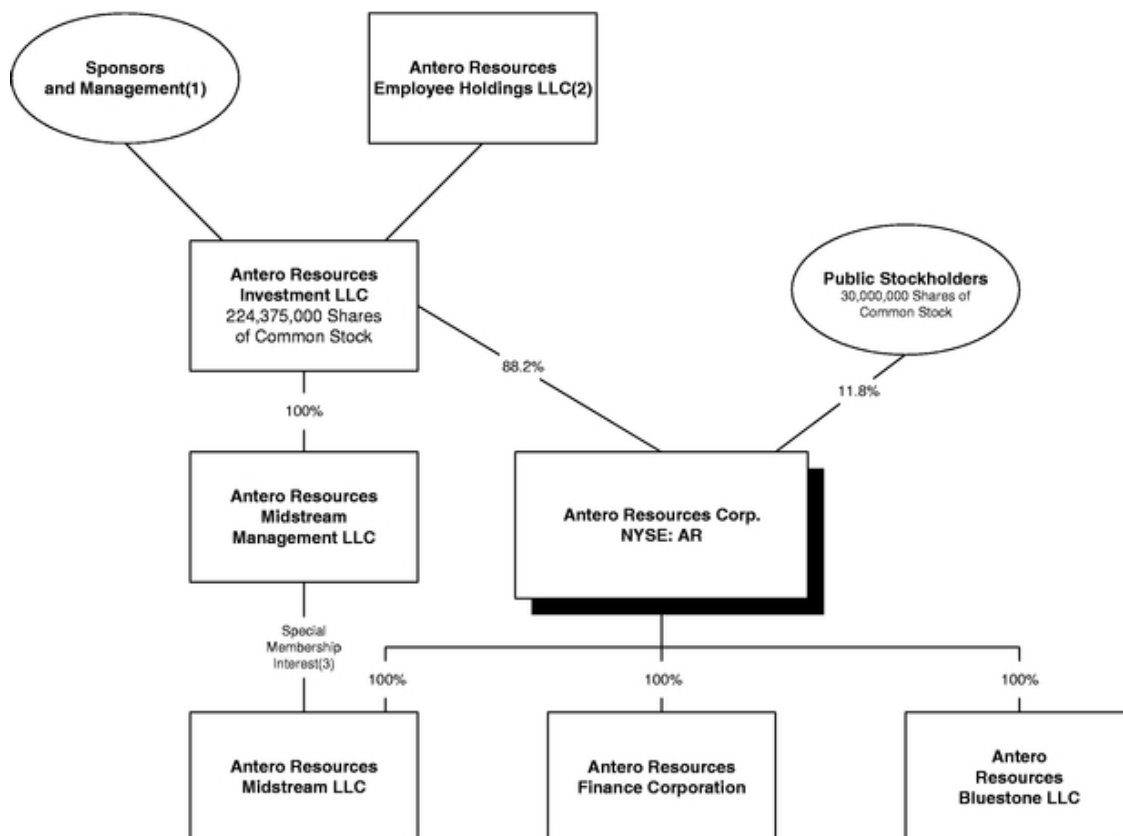 Sponsors
and Management(1)
Antero Resources
Employee Holdings LLC(2)
Antero Resources
Investment LLC
224,375,000 Shares
of Common Stock
Public Stockholders
30,000,000 Shares of
Common Stock
88.2%
11.8%
100%
Antero Resources
Midstream
Management LLC
Antero Resources Corp.
NYSE: AR
Special
Membership
Interest(3)
100%
100%
100%
Antero Resources
Midstream LLC
Antero Resources
Finance Corporation
Antero
Resources
Bluestone LLC